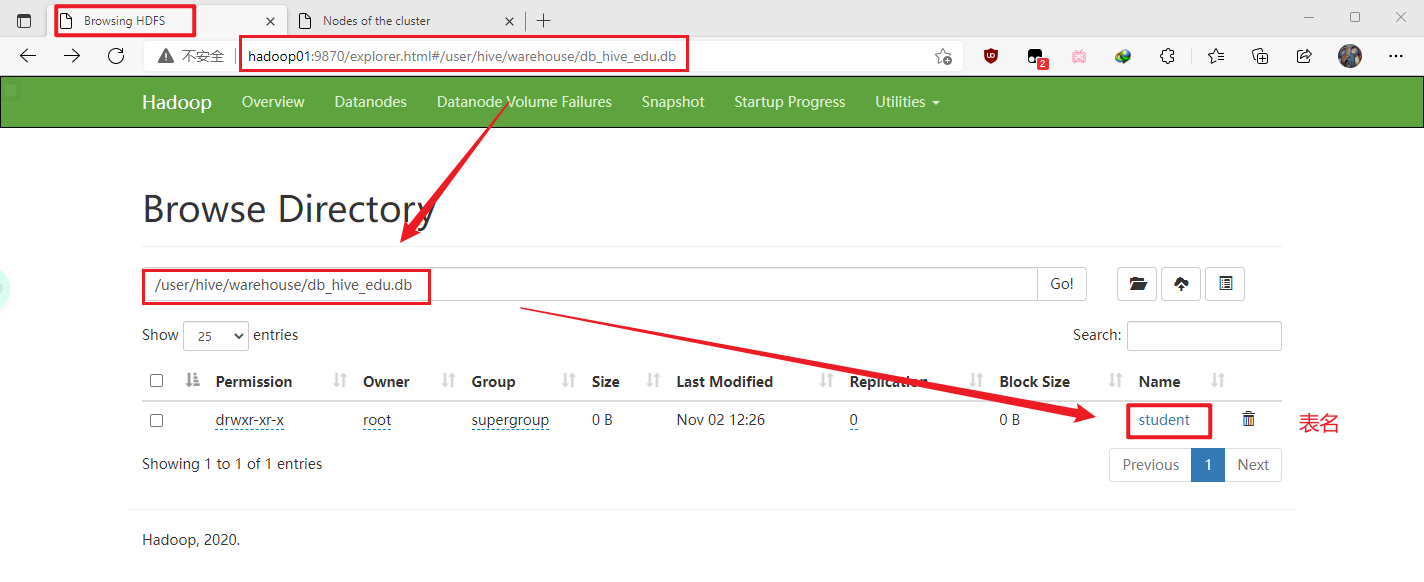 Browsing HDFS
Nodes of the cluster
不安全
hadoop01:9870/explorer.html#/user/hive/warehouse/db_hive_edu.db
2
Hadoop Overview Datanodes Datanode Volume Failures Snapshot Startup Progress Utilities
Browse Directory
/user/hive/warehouse/db_hive_edu.db Go!
Show 25 entries Search:
Permission Owner Group Size Last Modified Replication Block Size Name
drwxr-xr-x root supergroup 0 B Nov 02 12:26 0 0 B student 表名
Showing 1 to 1 of 1 entries Previous 1 Next
Hadoop, 2020.